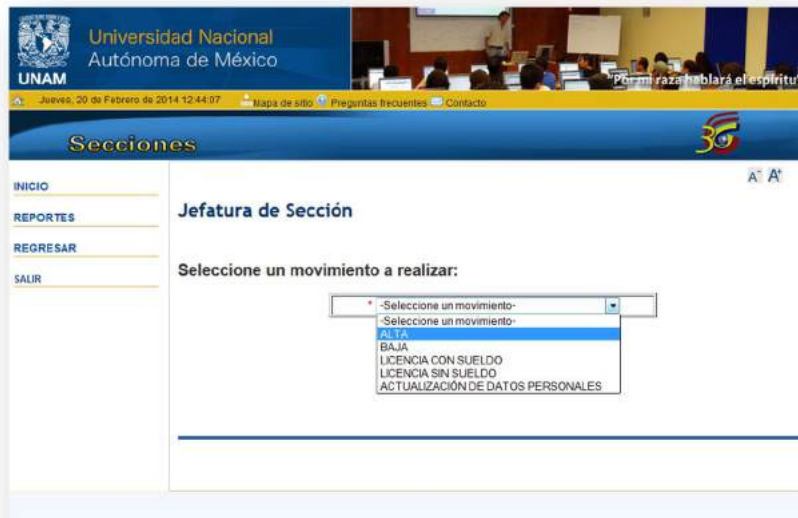 Universidad Nacional
Autónoma de México
UNAM
"Por mi raza hablará el espíritu"
Jueves, 20 de Febrero de 2014 12:44:07 Mapa de sitio Preguntas frecuentes Contacto
Secciones
A- A+
INICIO
REPORTES
REGRESAR
SALIR
Jefatura de Sección
Seleccione un movimiento a realizar:
* -Seleccione un movimiento-
-Seleccione un movimiento-
ALTA
BAJA
LICENCIA CON SUELDO
LICENCIA SIN SUELDO
ACTUALIZACIÓN DE DATOS PERSONALES